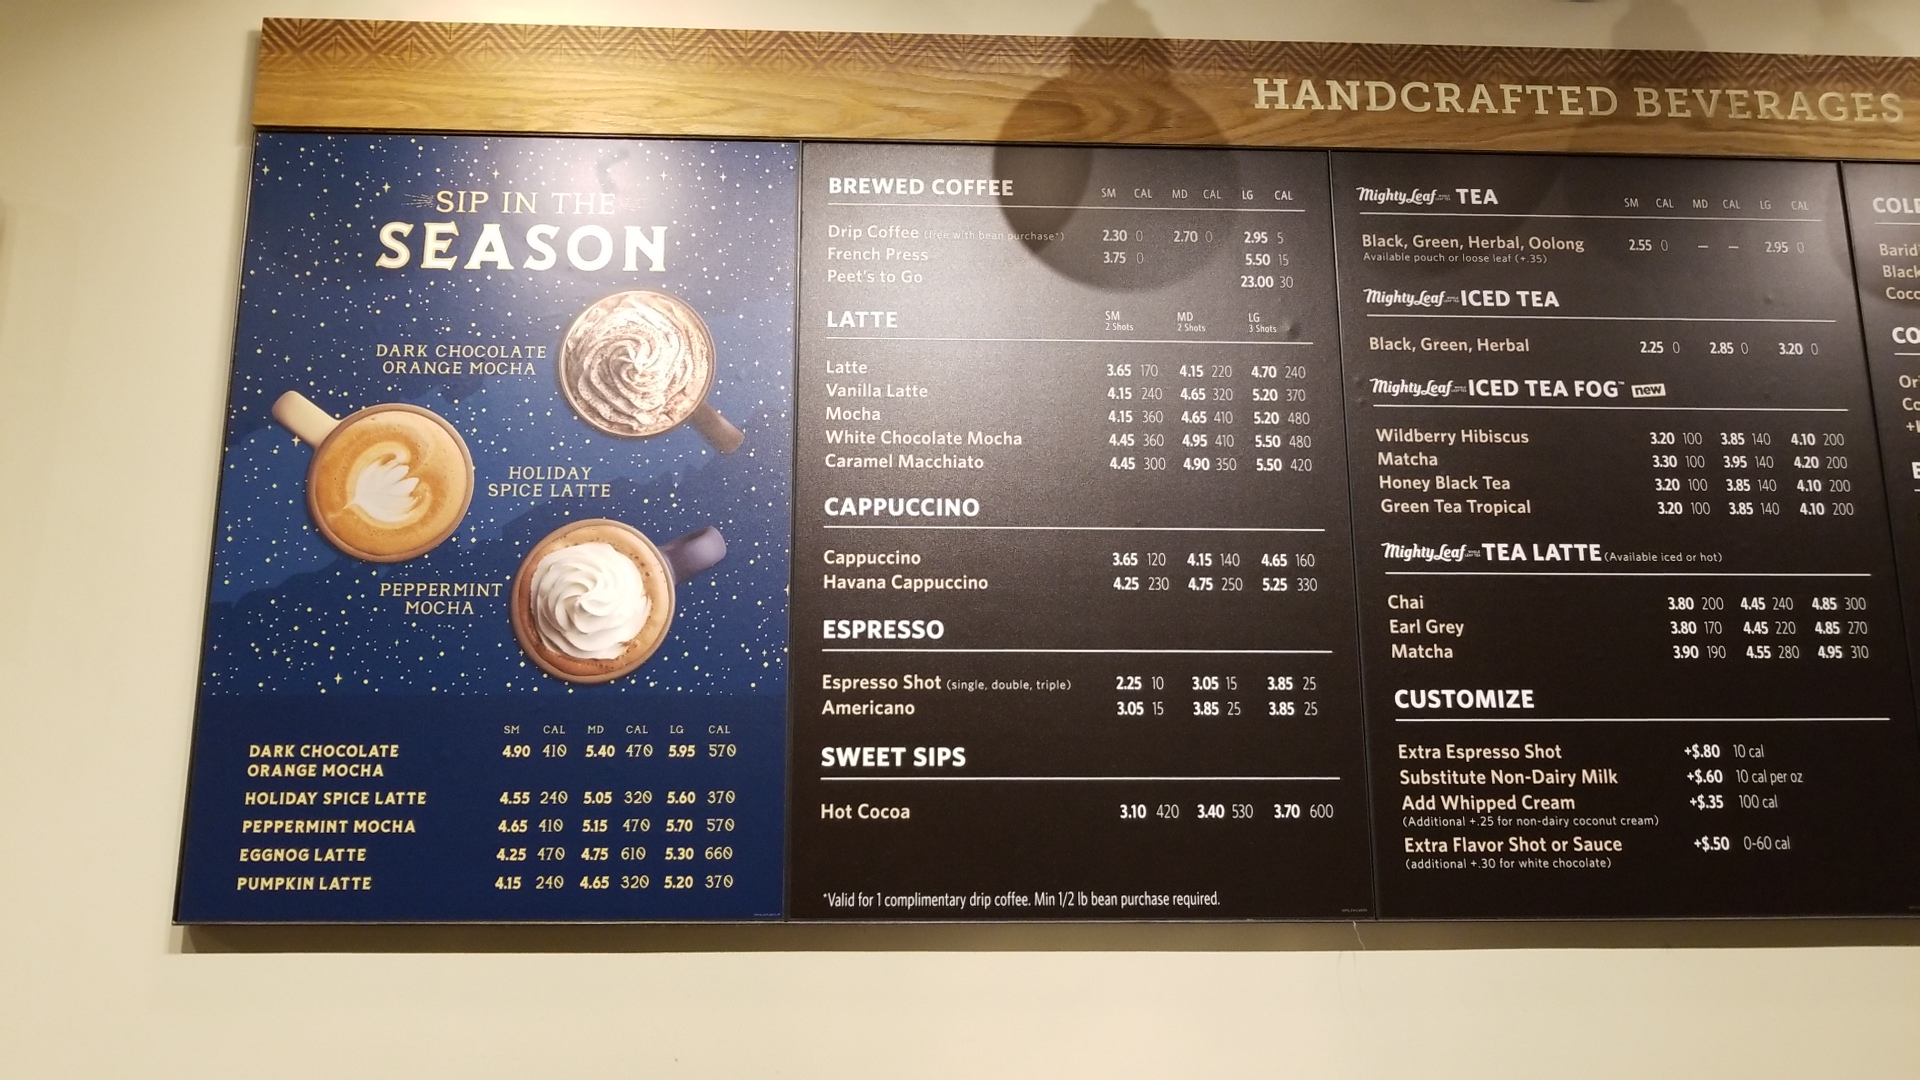 HANDCRAFTED BEVERAGES
SIP IN THE
SEASON
DARK CHOCOLATE
ORANGE MOCHA
HOLIDAY
SPICE LATTE
PEPPERMINT
MOCHA
SM CAL MD CAL LG CAL
DARK CHOCOLATE 4.90 410 5.40 470 5.95 570
ORANGE MOCHA
HOLIDAY SPICE LATTE 4.55 240 5.05 320 5.60 370
PEPPERMINT MOCHA 4.65 410 5.15 470 5.70 570
EGGNOG LATTE 4.25 470 4.75 610 5.30 660
PUMPKIN LATTE 4.15 240 4.65 320 5.20 370
BREWED COFFEE SM CAL MD CAL LG CAL
Drip Coffee (free with bean purchase*) 2.30 0 2.70 0 2.95 5
French Press 3.75 0 5.50 15
Peet's to Go 23.00 30
LATTE SM MD LG
2 Shots 2 Shots 3 Shots
Latte 3.65 170 4.15 220 4.70 240
Vanilla Latte 4.15 240 4.65 320 5.20 370
Mocha 4.15 360 4.65 410 5.20 480
White Chocolate Mocha 4.45 360 4.95 410 5.50 480
Caramel Macchiato 4.45 300 4.90 350 5.50 420
CAPPUCCINO
Cappuccino 3.65 120 4.15 140 4.65 160
Havana Cappuccino 4.25 230 4.75 250 5.25 330
ESPRESSO
Espresso Shot (single, double, triple) 2.25 10 3.05 15 3.85 25
Americano 3.05 15 3.85 25 3.85 25
SWEET SIPS
Hot Cocoa 3.10 420 3.40 530 3.70 600
*Valid for 1 complimentary drip coffee. Min 1/2 lb bean purchase required.
Mighty Leaf TEA SM CAL MD CAL LG CAL
Black, Green, Herbal, Oolong 2.55 0 — — 2.95 0
Available pouch or loose leaf (+.35)
Mighty Leaf ICED TEA
Black, Green, Herbal 2.25 0 2.85 0 3.20 0
Mighty Leaf ICED TEA FOG™ new
Wildberry Hibiscus 3.20 100 3.85 140 4.10 200
Matcha 3.30 100 3.95 140 4.20 200
Honey Black Tea 3.20 100 3.85 140 4.10 200
Green Tea Tropical 3.20 100 3.85 140 4.10 200
Mighty Leaf TEA LATTE (Available iced or hot)
Chai 3.80 200 4.45 240 4.85 300
Earl Grey 3.80 170 4.45 220 4.85 270
Matcha 3.90 190 4.55 280 4.95 310
CUSTOMIZE
Extra Espresso Shot +$.80 10 cal
Substitute Non-Dairy Milk +$.60 10 cal per oz
Add Whipped Cream +$.35 100 cal
(Additional +.25 for non-dairy coconut cream)
Extra Flavor Shot or Sauce +$.50 0-60 cal
(additional +.30 for white chocolate)
Black